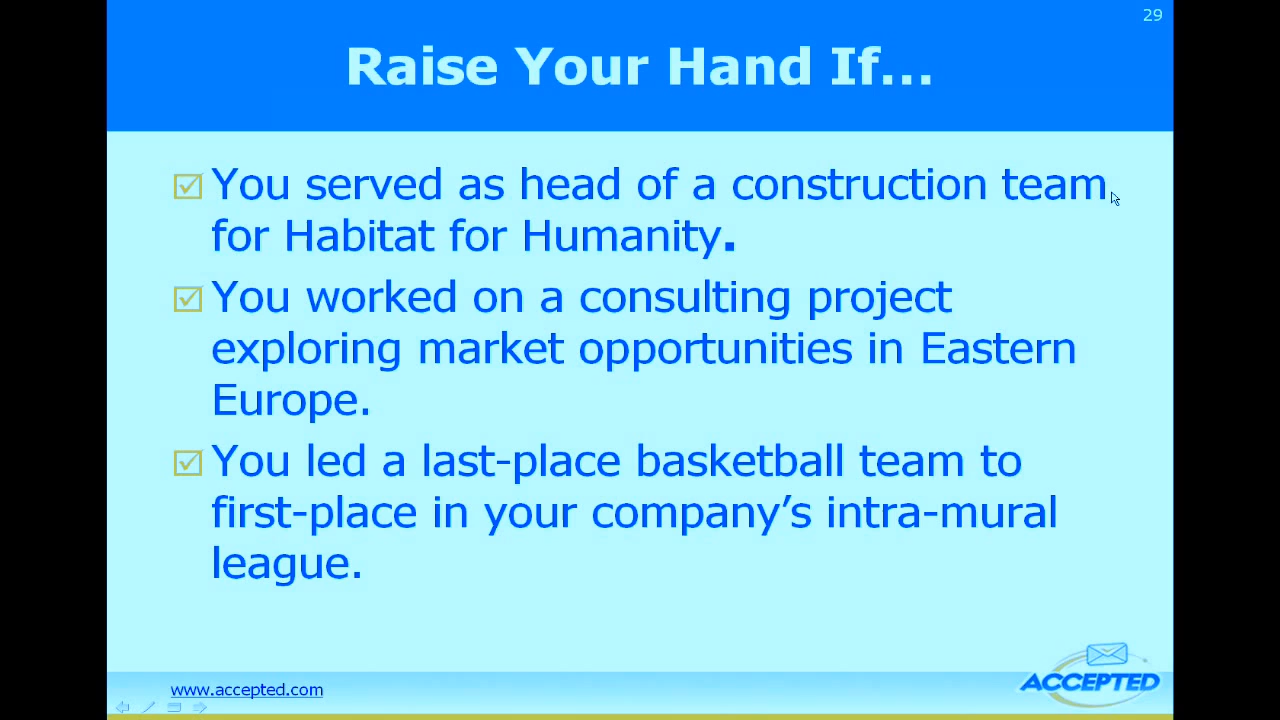 29
Raise Your Hand If...
You served as head of a construction team
for Habitat for Humanity.
You worked on a consulting project
exploring market opportunities in Eastern
Europe.
You led a last-place basketball team to
first-place in your company’s intra-mural
league.
www.accepted.com
ACCEPTED